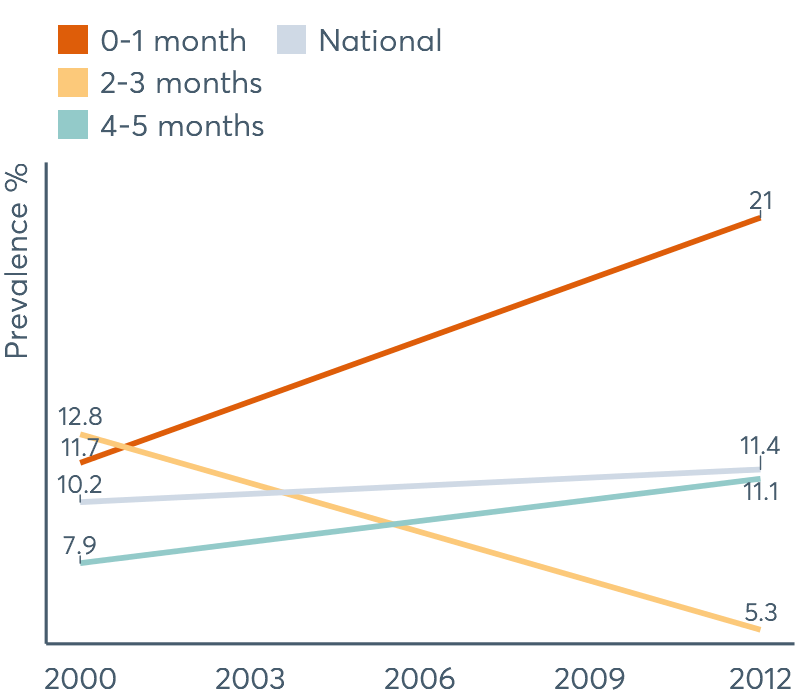 0-1 month National
2-3 months
4-5 months
Prevalence %
21
12.8
11.7
10.2
7.9
11.4
11.1
5.3
2000 2003 2006 2009 2012